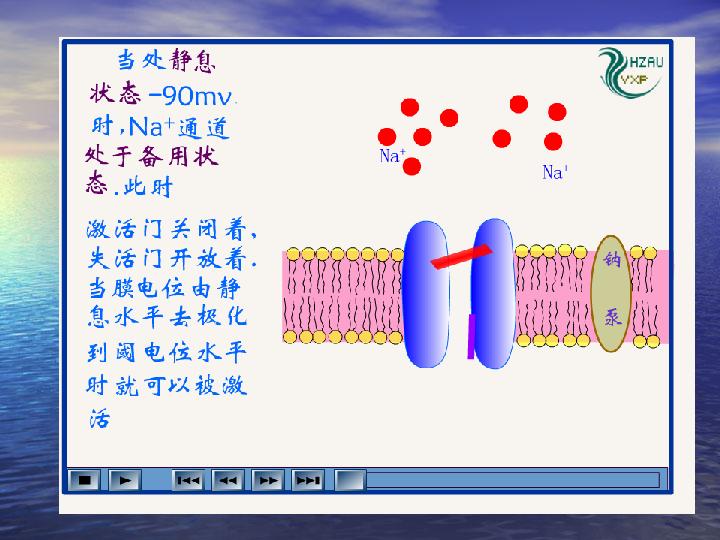 当处静息
状态 -90mv.
时,Na⁺通道
处于备用状
态.此时
激活门关闭着,
失活门开放着.
当膜电位由静
息水平去极化
到阈电位水平
时就可以被激
活
HZAU
YXP
Na⁺
Na⁺
钠
泵